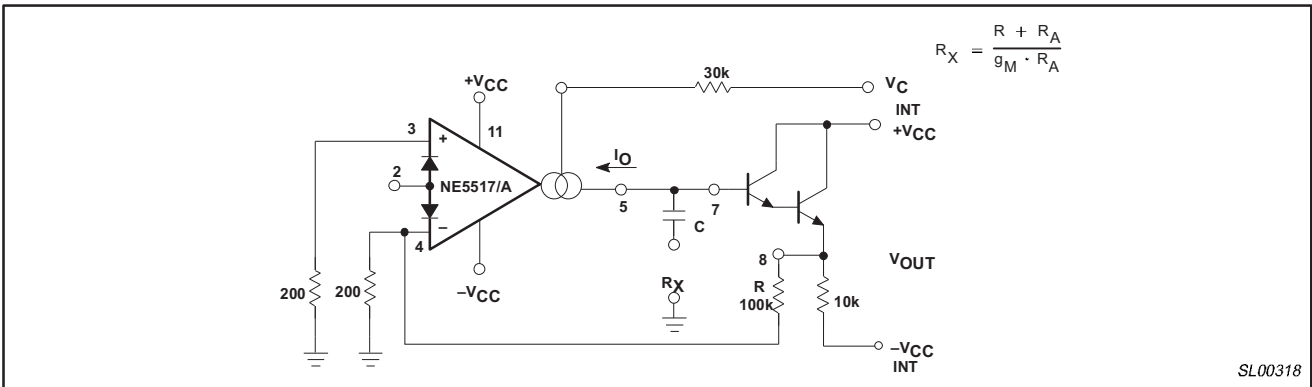 R_X = (R + R_A) / (g_M · R_A)
30k
V_C
INT
+V_CC
+V_CC
3
11
+
I_O
2
NE5517/A
5
7
C
−
4
8
V_OUT
−V_CC
R_X
200
200
R
100k
10k
−V_CC
INT
SL00318